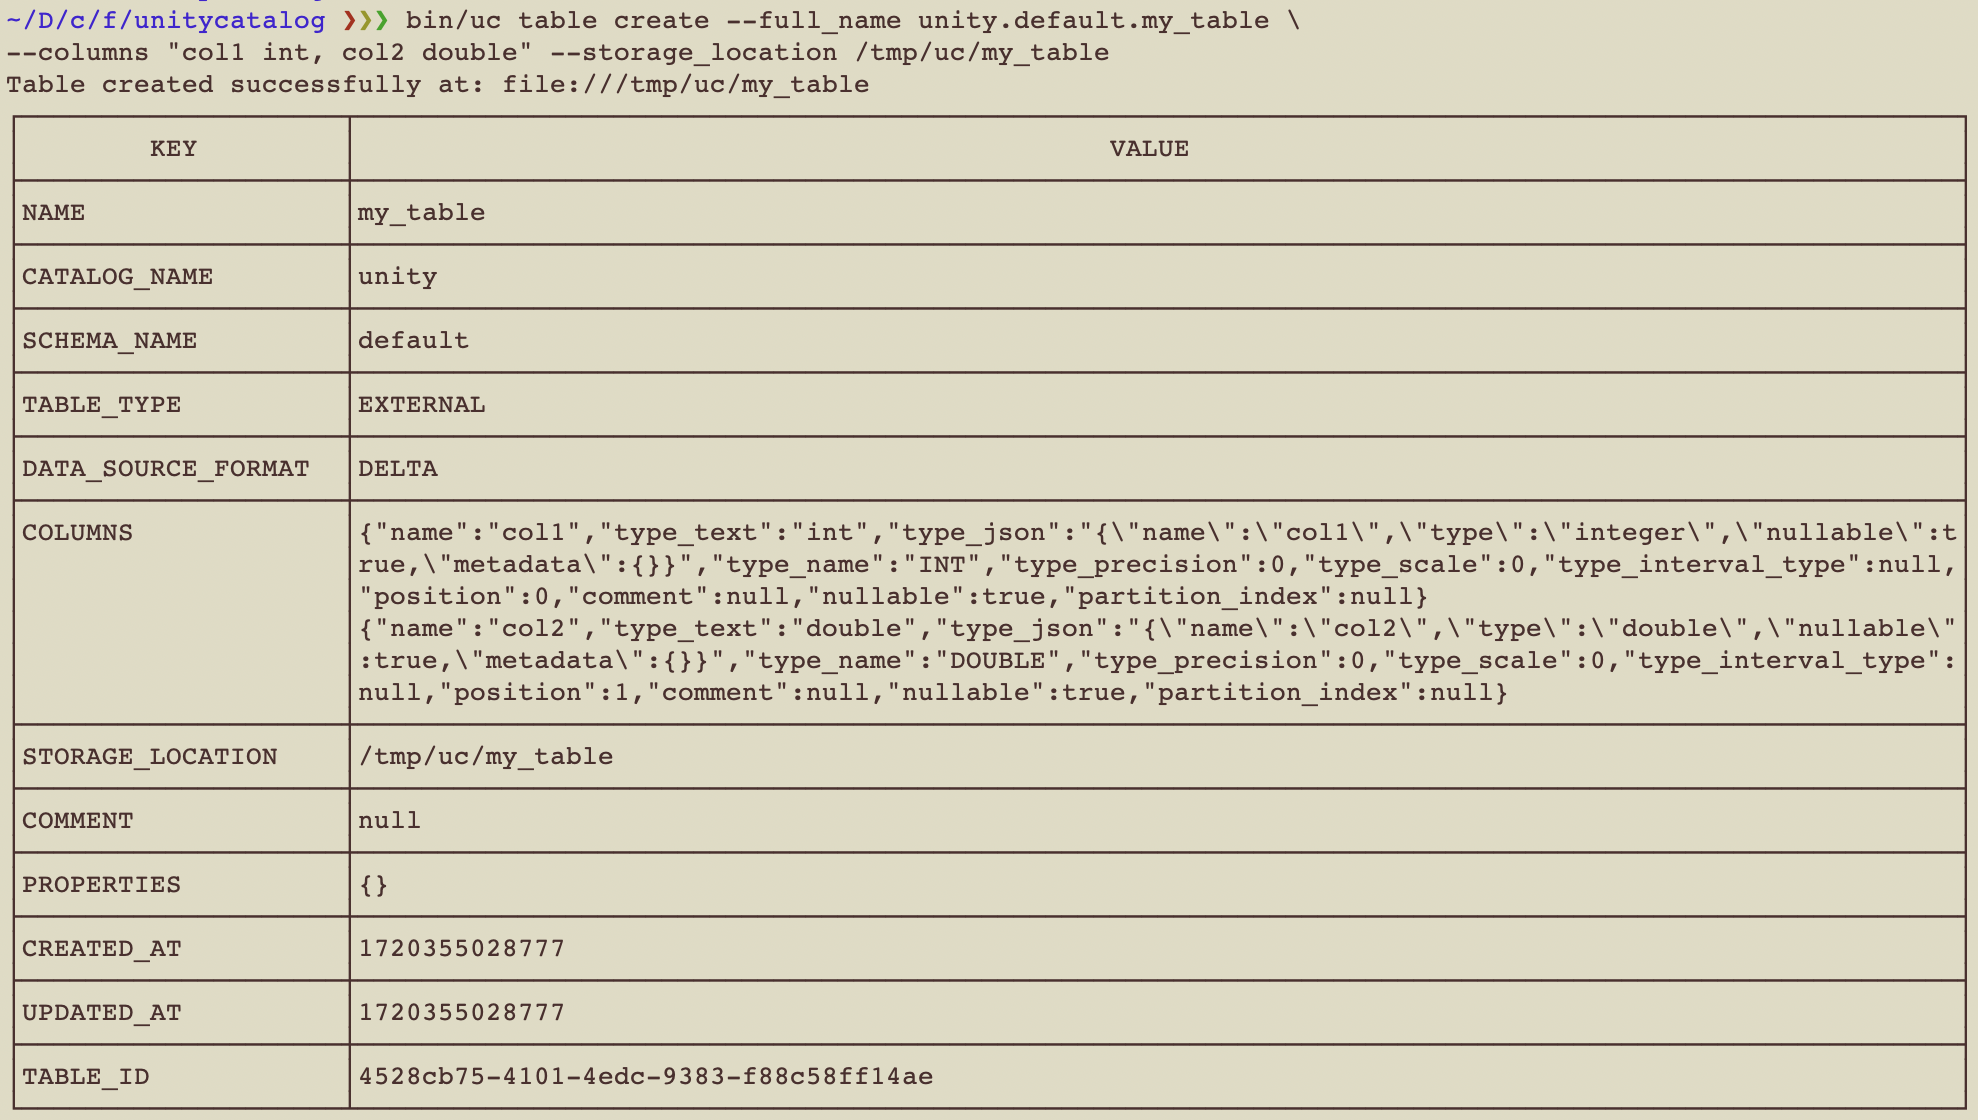 ~/D/c/f/unitycatalog ❯❯❯ bin/uc table create --full_name unity.default.my_table \
--columns "col1 int, col2 double" --storage_location /tmp/uc/my_table
Table created successfully at: file:///tmp/uc/my_table
KEY VALUE
NAME my_table
CATALOG_NAME unity
SCHEMA_NAME default
TABLE_TYPE EXTERNAL
DATA_SOURCE_FORMAT DELTA
COLUMNS {"name":"col1","type_text":"int","type_json":"{\"name\":\"col1\",\"type\":\"integer\",\"nullable\":t
rue,\"metadata\":{}}","type_name":"INT","type_precision":0,"type_scale":0,"type_interval_type":null,
"position":0,"comment":null,"nullable":true,"partition_index":null}
{"name":"col2","type_text":"double","type_json":"{\"name\":\"col2\",\"type\":\"double\",\"nullable\"
:true,\"metadata\":{}}","type_name":"DOUBLE","type_precision":0,"type_scale":0,"type_interval_type":
null,"position":1,"comment":null,"nullable":true,"partition_index":null}
STORAGE_LOCATION /tmp/uc/my_table
COMMENT null
PROPERTIES {}
CREATED_AT 1720355028777
UPDATED_AT 1720355028777
TABLE_ID 4528cb75-4101-4edc-9383-f88c58ff14ae